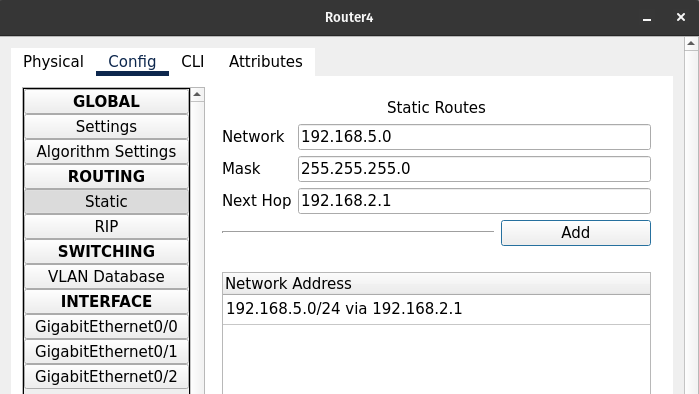 Router4
Physical Config CLI Attributes
GLOBAL
Settings
Algorithm Settings
ROUTING
Static
RIP
SWITCHING
VLAN Database
INTERFACE
GigabitEthernet0/0
GigabitEthernet0/1
GigabitEthernet0/2
Static Routes
Network 192.168.5.0
Mask 255.255.255.0
Next Hop 192.168.2.1
Add
Network Address
192.168.5.0/24 via 192.168.2.1